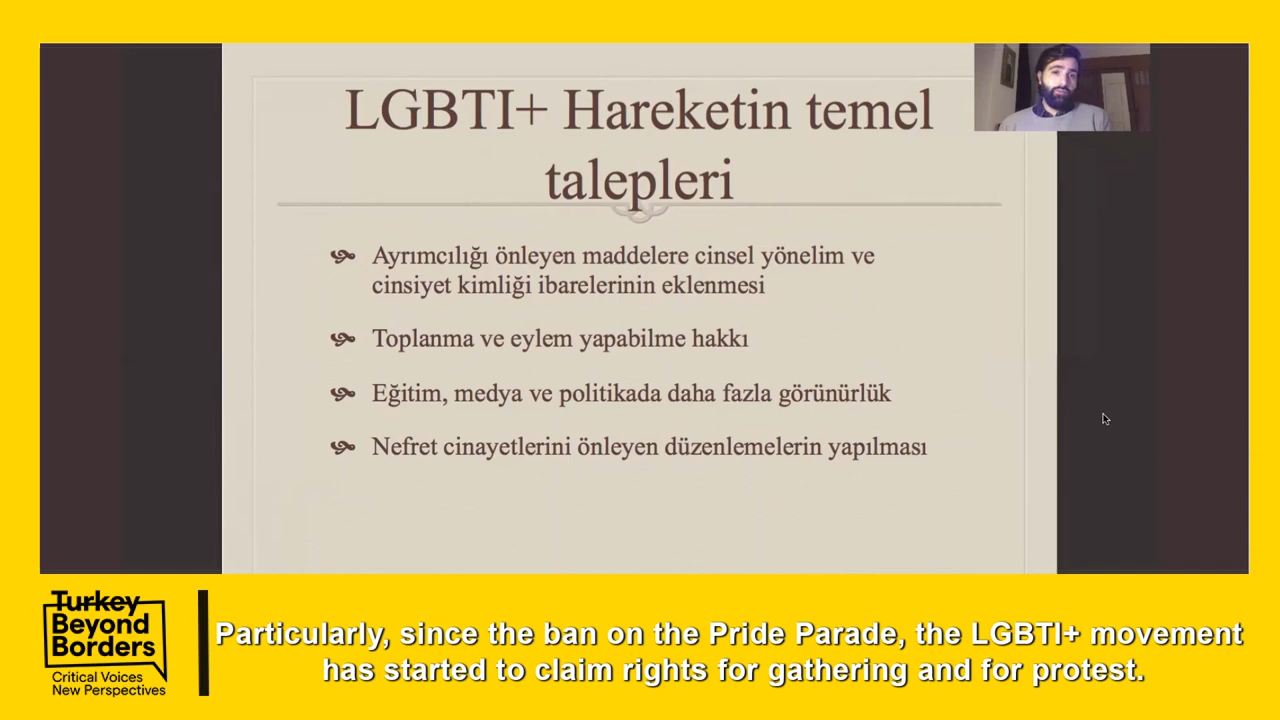 LGBTI+ Hareketin temel
talepleri
Ayrımcılığı önleyen maddelere cinsel yönelim ve
cinsiyet kimliği ibarelerinin eklenmesi
Toplanma ve eylem yapabilme hakkı
Eğitim, medya ve politikada daha fazla görünürlük
Nefret cinayetlerini önleyen düzenlemelerin yapılması
Turkey
Beyond
Borders
Critical Voices
New Perspectives
Particularly, since the ban on the Pride Parade, the LGBTI+ movement
has started to claim rights for gathering and for protest.